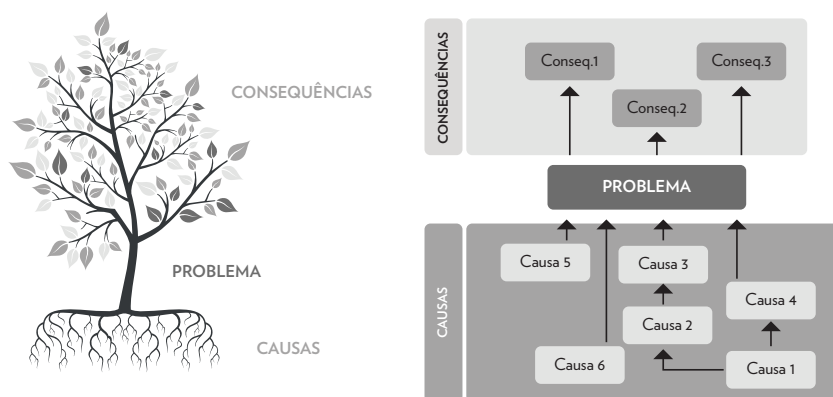 CONSEQUÊNCIAS
PROBLEMA
CAUSAS
CONSEQUÊNCIAS
Conseq.1
Conseq.3
Conseq.2
PROBLEMA
CAUSAS
Causa 5
Causa 3
Causa 4
Causa 2
Causa 6
Causa 1